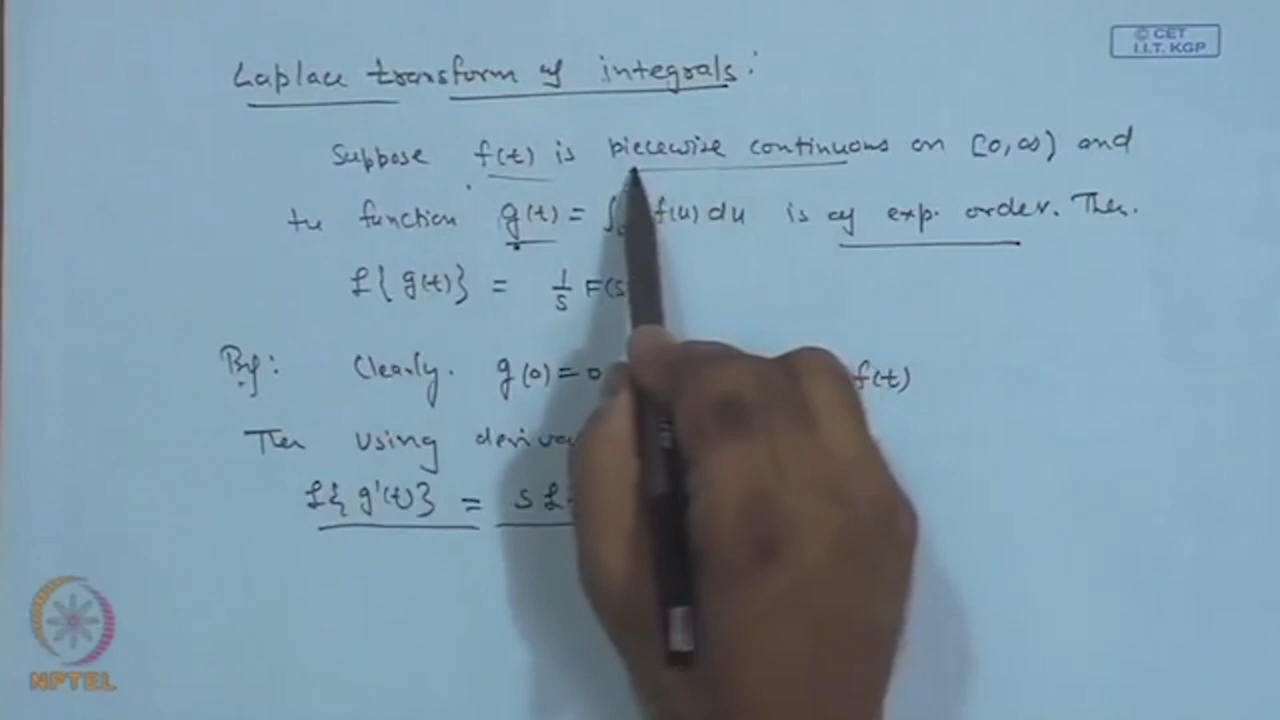 © CET
I.I.T. KGP
Laplace transform of integrals:
Suppose f(t) is piecewise continuous on [0,∞) and
the function g(t) = ∫ f(u) du is of exp. order. Then.
L{g(t)} = 1/s F(s
Pf: Clearly. g(0)=0 f(t)
Then using deriva
L{g'(t)} = s L
NPTEL